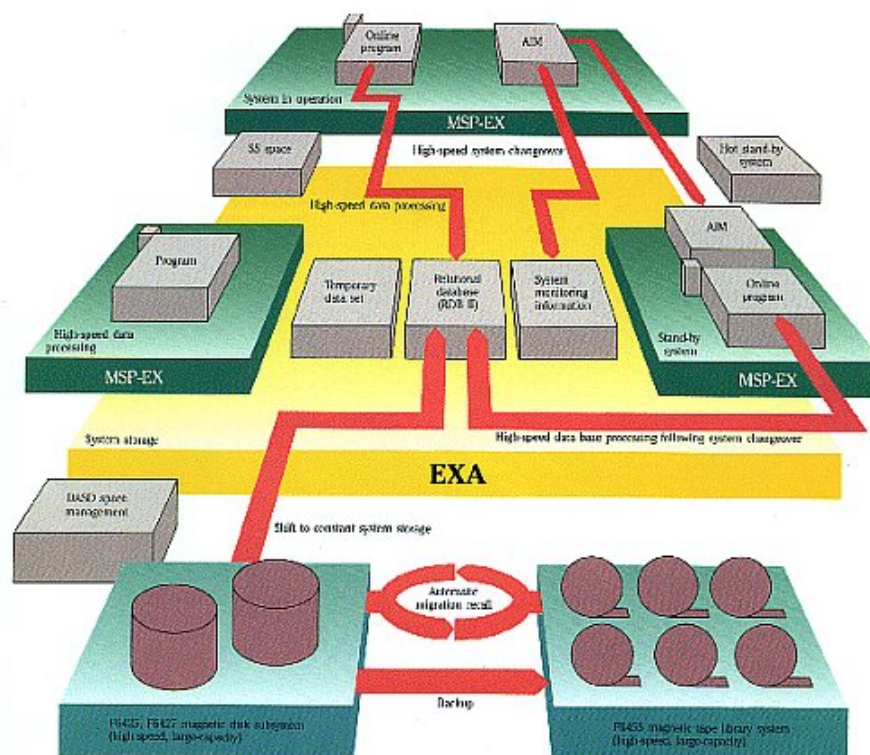 Online
program
AIM
System in operation
MSP-EX
SS space
High-speed system changeover
Hot stand-by
system
High-speed data processing
AIM
Program
Temporary
data set
Relational
database
(RDB II)
System
monitoring
information
Online
program
High-speed data
processing
Stand-by
system
MSP-EX
MSP-EX
System storage
High-speed data base processing following system changeover
EXA
DASD space
management
Shift to constant system storage
Automatic
migration recall
Backup
magnetic disk subsystem
(high-speed, large-capacity)
magnetic tape library system
(high-speed, large-capacity)